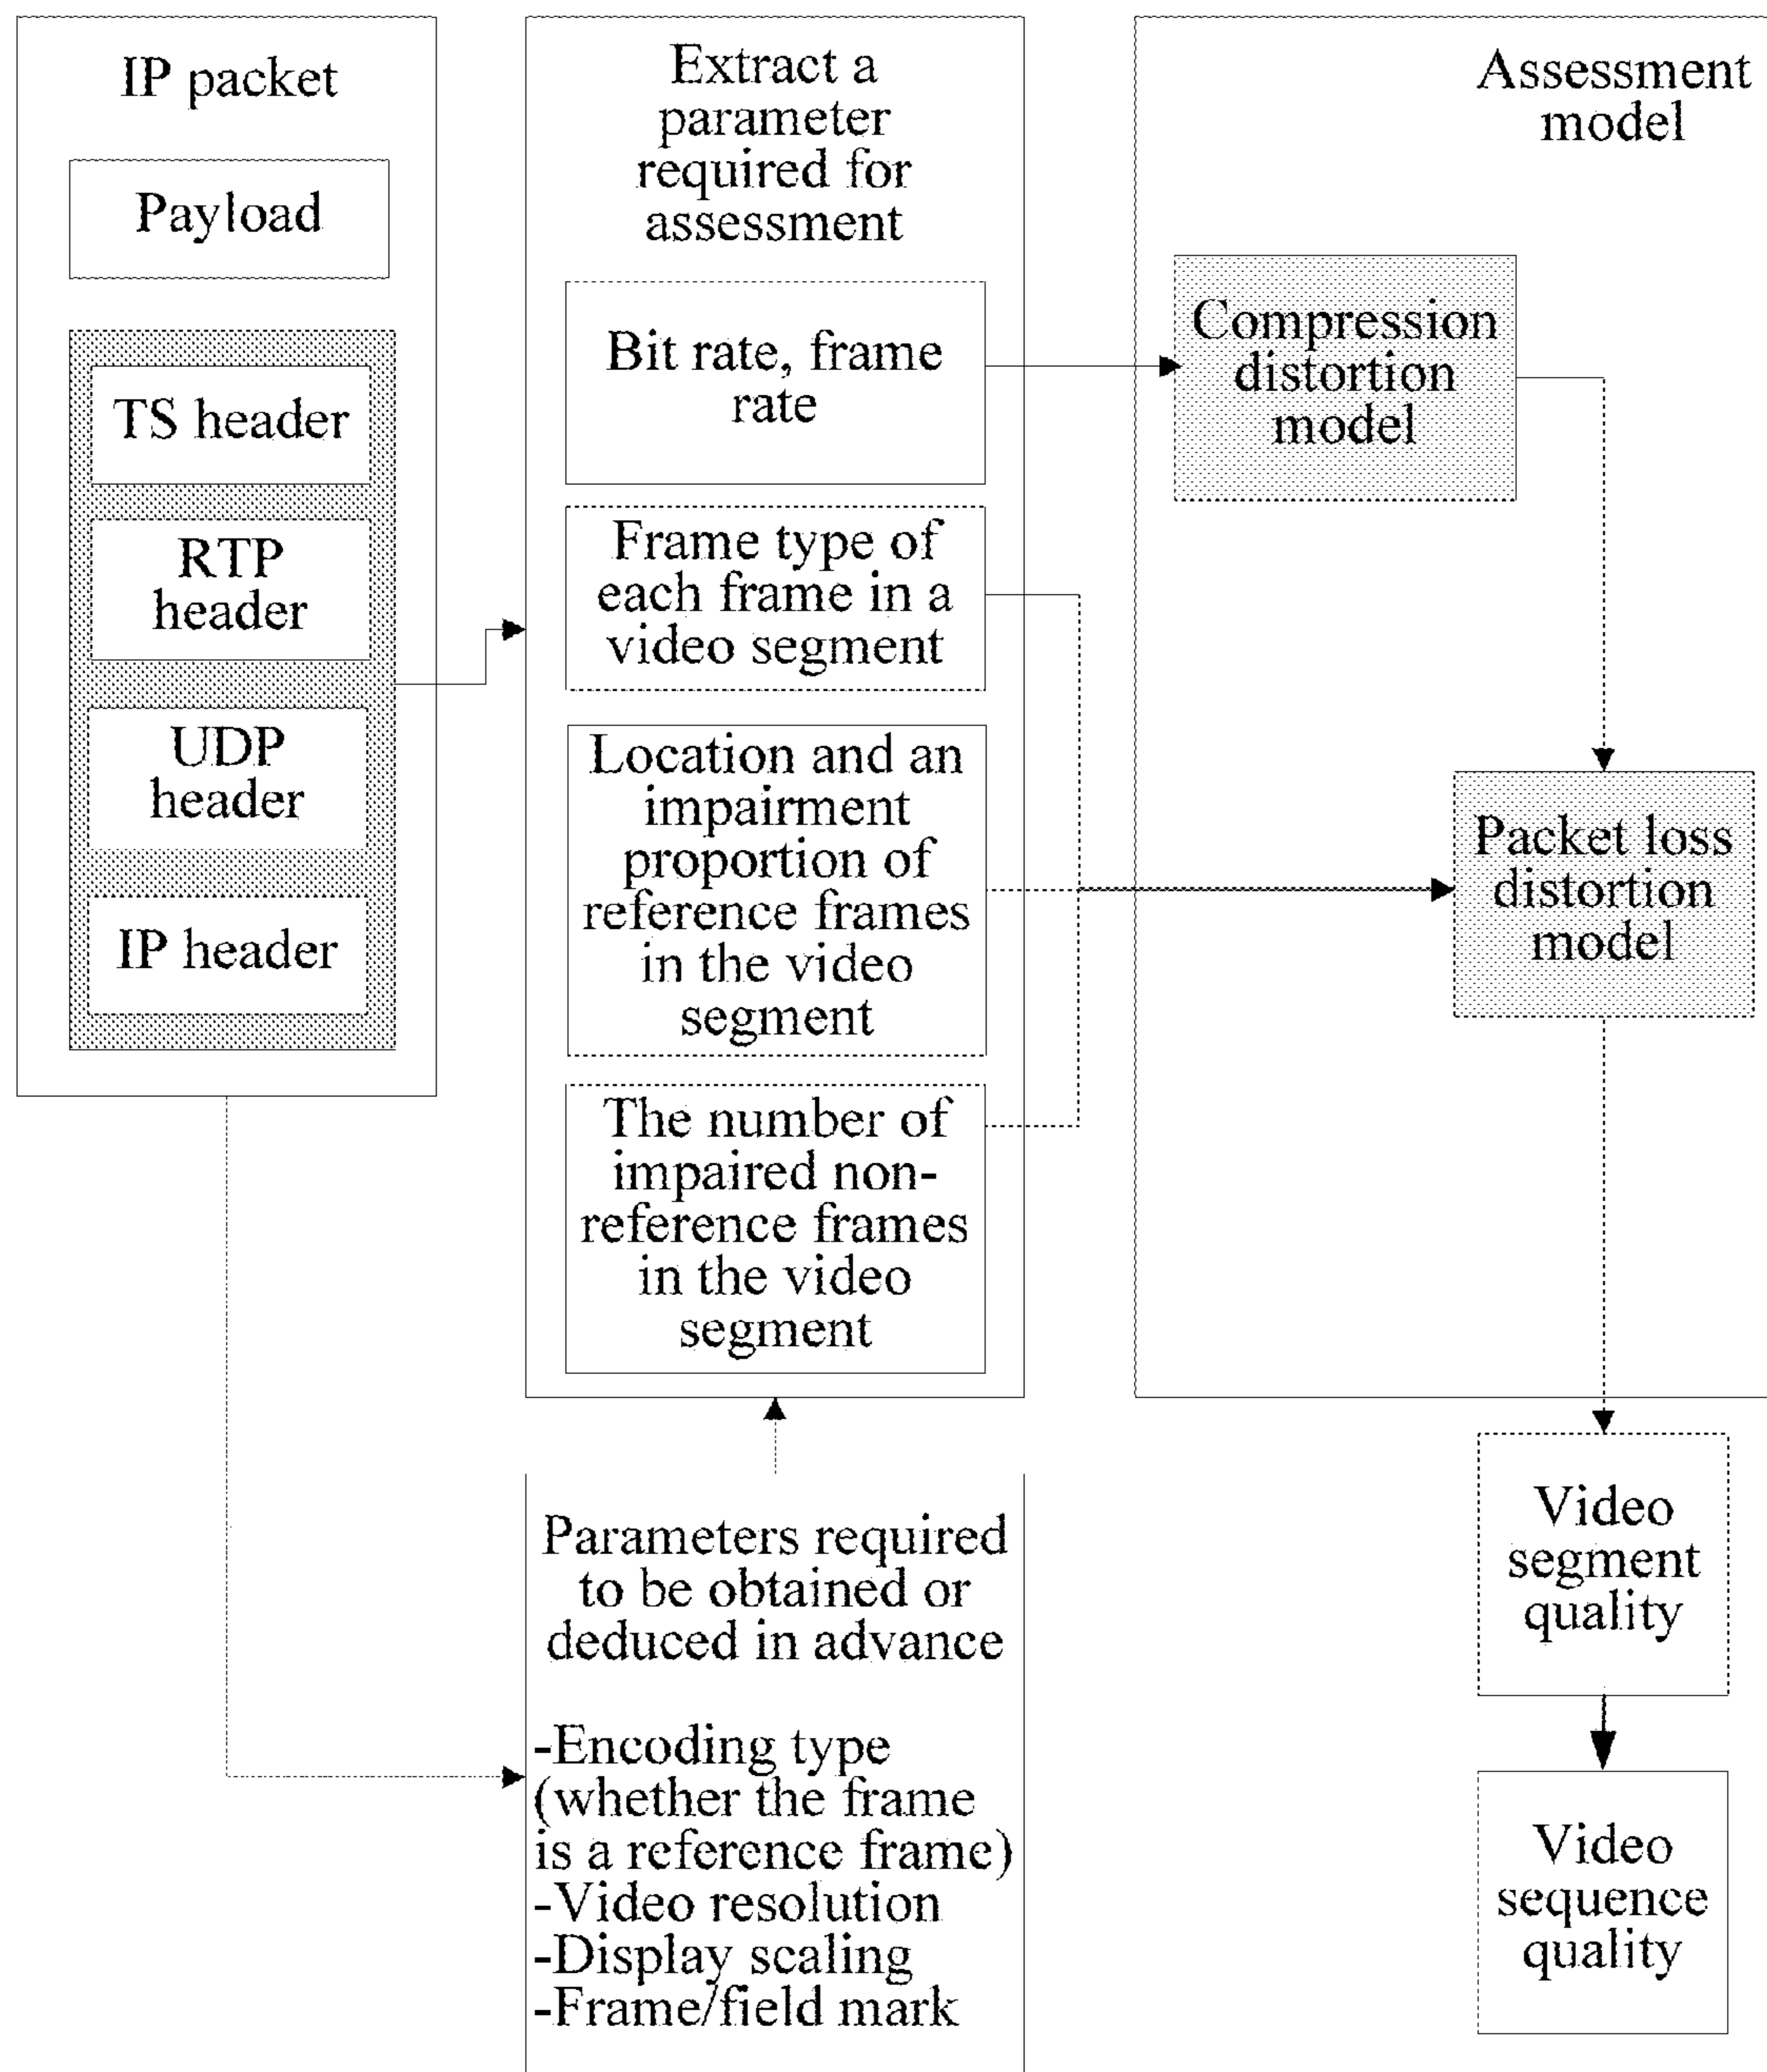 IP packet
Payload
TS header
RTP
header
UDP
header
IP header
Extract a
parameter
required for
assessment
Bit rate, frame
rate
Frame type of
each frame in a
video segment
Location and an
impairment
proportion of
reference frames
in the video
segment
The number of
impaired non-
reference frames
in the video
segment
Parameters required
to be obtained or
deduced in advance
-Encoding type
(whether the frame
is a reference frame)
-Video resolution
-Display scaling
-Frame/field mark
Assessment
model
Compression
distortion
model
Packet loss
distortion
model
Video
segment
quality
Video
sequence
quality